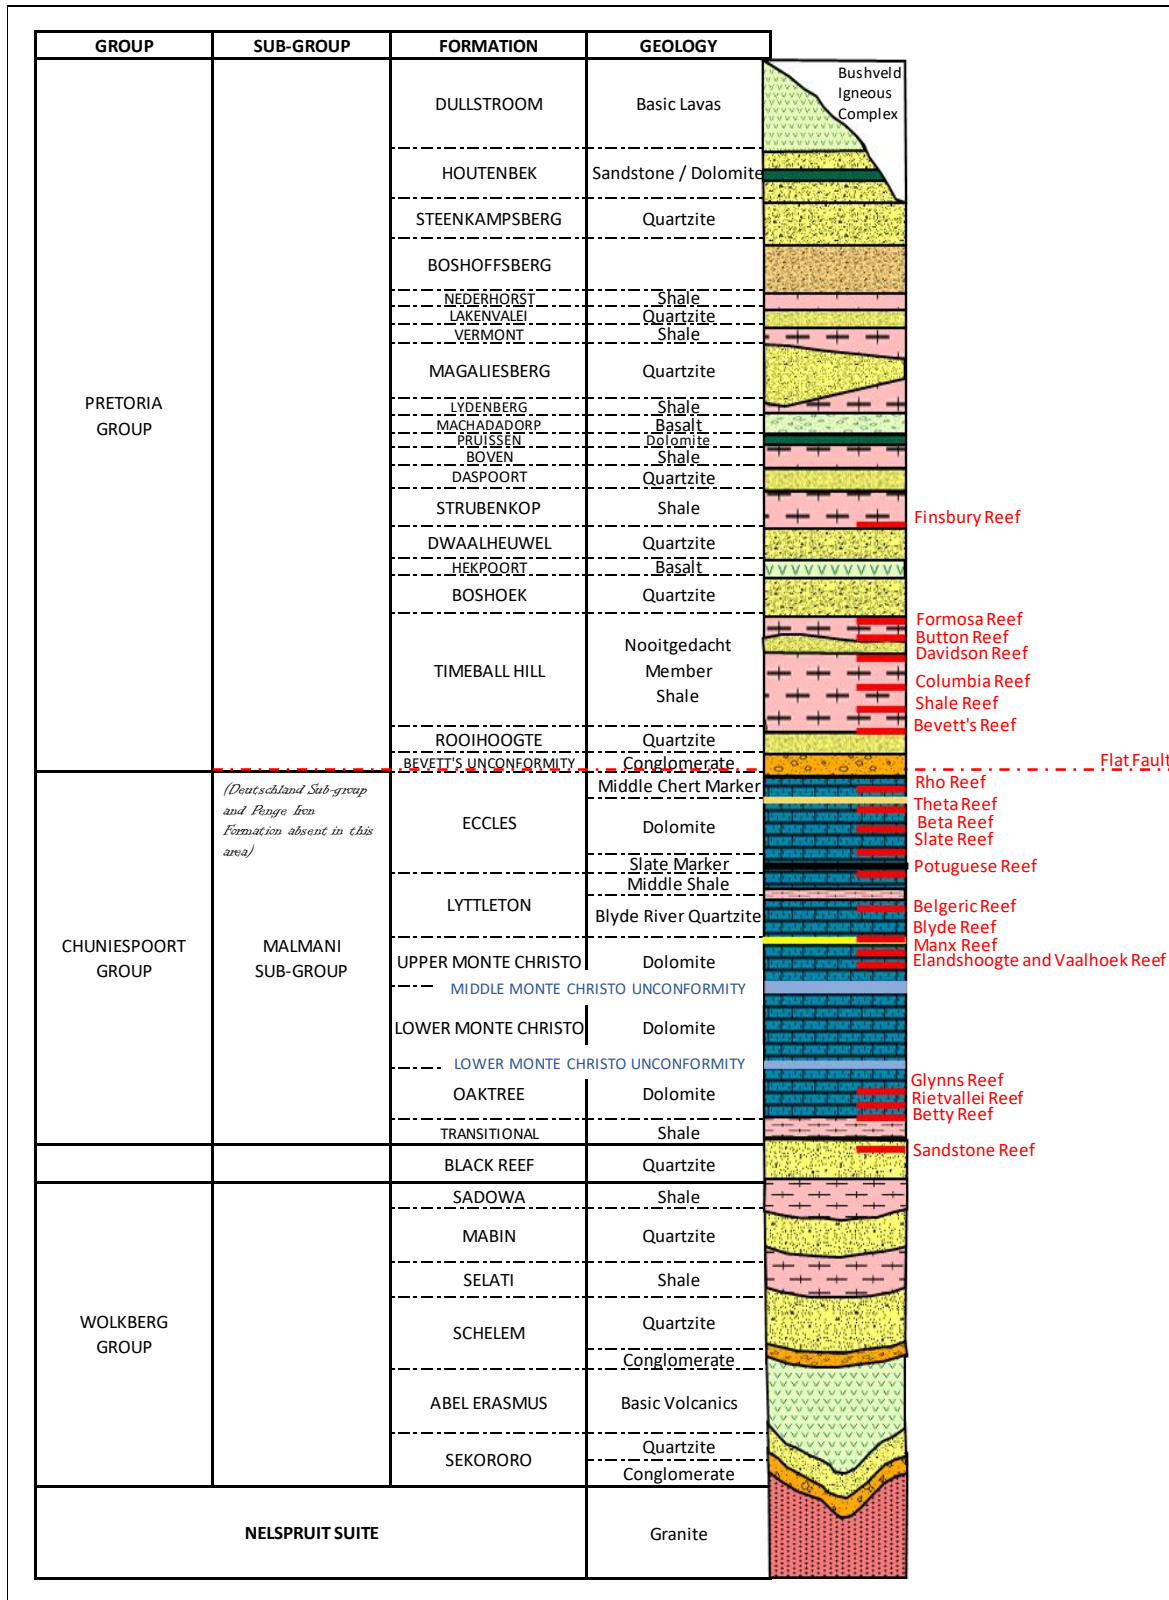 GROUP SUB-GROUP FORMATION GEOLOGY
Bushveld
Igneous
Complex
DULLSTROOM Basic Lavas
HOUTENBEK Sandstone / Dolomite
STEENKAMPSBERG Quartzite
BOSHOFFSBERG
NEDERHORST Shale
LAKENVALEI Quartzite
VERMONT Shale
MAGALIESBERG Quartzite
PRETORIA
GROUP
LYDENBERG Shale
MACHADADORP Basalt
PRUISSEN Dolomite
BOVEN Shale
DASPOORT Quartzite
STRUBENKOP Shale
Finsbury Reef
DWAALHEUWEL Quartzite
HEKPOORT Basalt
BOSHOEK Quartzite
Formosa Reef
Button Reef
Davidson Reef
TIMEBALL HILL
Nooitgedacht
Member
Shale
Columbia Reef
Shale Reef
Bevett's Reef
ROOIHOOGTE Quartzite
BEVETT'S UNCONFORMITY Conglomerate
Flat Fault
CHUNIESPOORT
GROUP
(Deutschland Sub-group
and Penge Iron
Formation absent in this
area)
MALMANI
SUB-GROUP
ECCLES
Middle Chert Marker
Dolomite
Slate Marker
Rho Reef
Theta Reef
Beta Reef
Slate Reef
Potuguese Reef
LYTTLETON
Middle Shale
Blyde River Quartzite
Belgeric Reef
Blyde Reef
Manx Reef
UPPER MONTE CHRISTO Dolomite
Elandshoogte and Vaalhoek Reef
MIDDLE MONTE CHRISTO UNCONFORMITY
LOWER MONTE CHRISTO Dolomite
LOWER MONTE CHRISTO UNCONFORMITY
OAKTREE Dolomite
Glynns Reef
Rietvallei Reef
Betty Reef
TRANSITIONAL Shale
BLACK REEF Quartzite
Sandstone Reef
WOLKBERG
GROUP
SADOWA Shale
MABIN Quartzite
SELATI Shale
SCHELEM
Quartzite
Conglomerate
ABEL ERASMUS Basic Volcanics
SEKORORO
Quartzite
Conglomerate
NELSPRUIT SUITE Granite